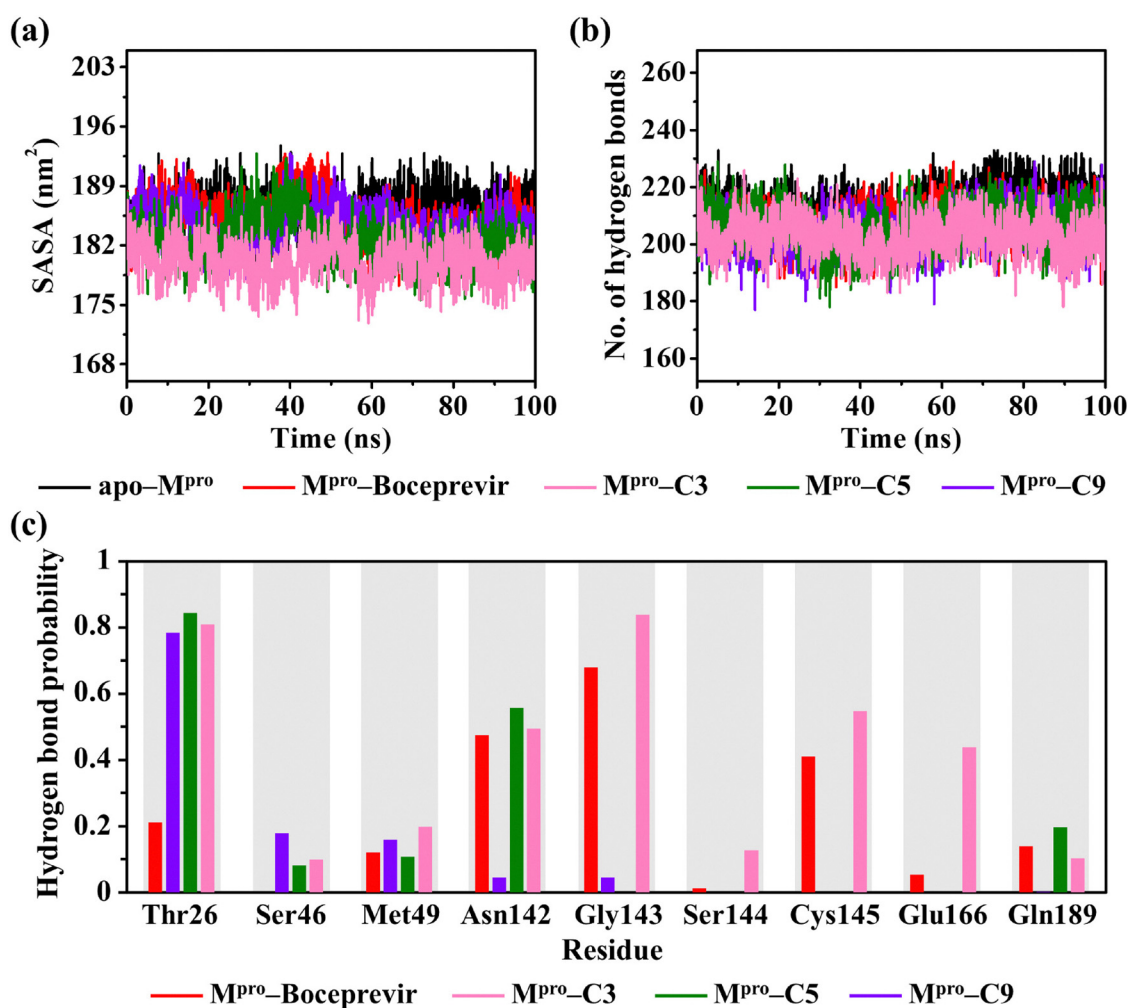 (a)
203
196
189
182
175
168
SASA (nm²)
0 20 40 60 80 100
Time (ns)
(b)
260
240
220
200
180
160
No. of hydrogen bonds
0 20 40 60 80 100
Time (ns)
apo–Mᵖʳᵒ Mᵖʳᵒ–Boceprevir Mᵖʳᵒ–C3 Mᵖʳᵒ–C5 Mᵖʳᵒ–C9
(c)
1
0.8
0.6
0.4
0.2
0
Hydrogen bond probability
Thr26 Ser46 Met49 Asn142 Gly143 Ser144 Cys145 Glu166 Gln189
Residue
Mᵖʳᵒ–Boceprevir Mᵖʳᵒ–C3 Mᵖʳᵒ–C5 Mᵖʳᵒ–C9